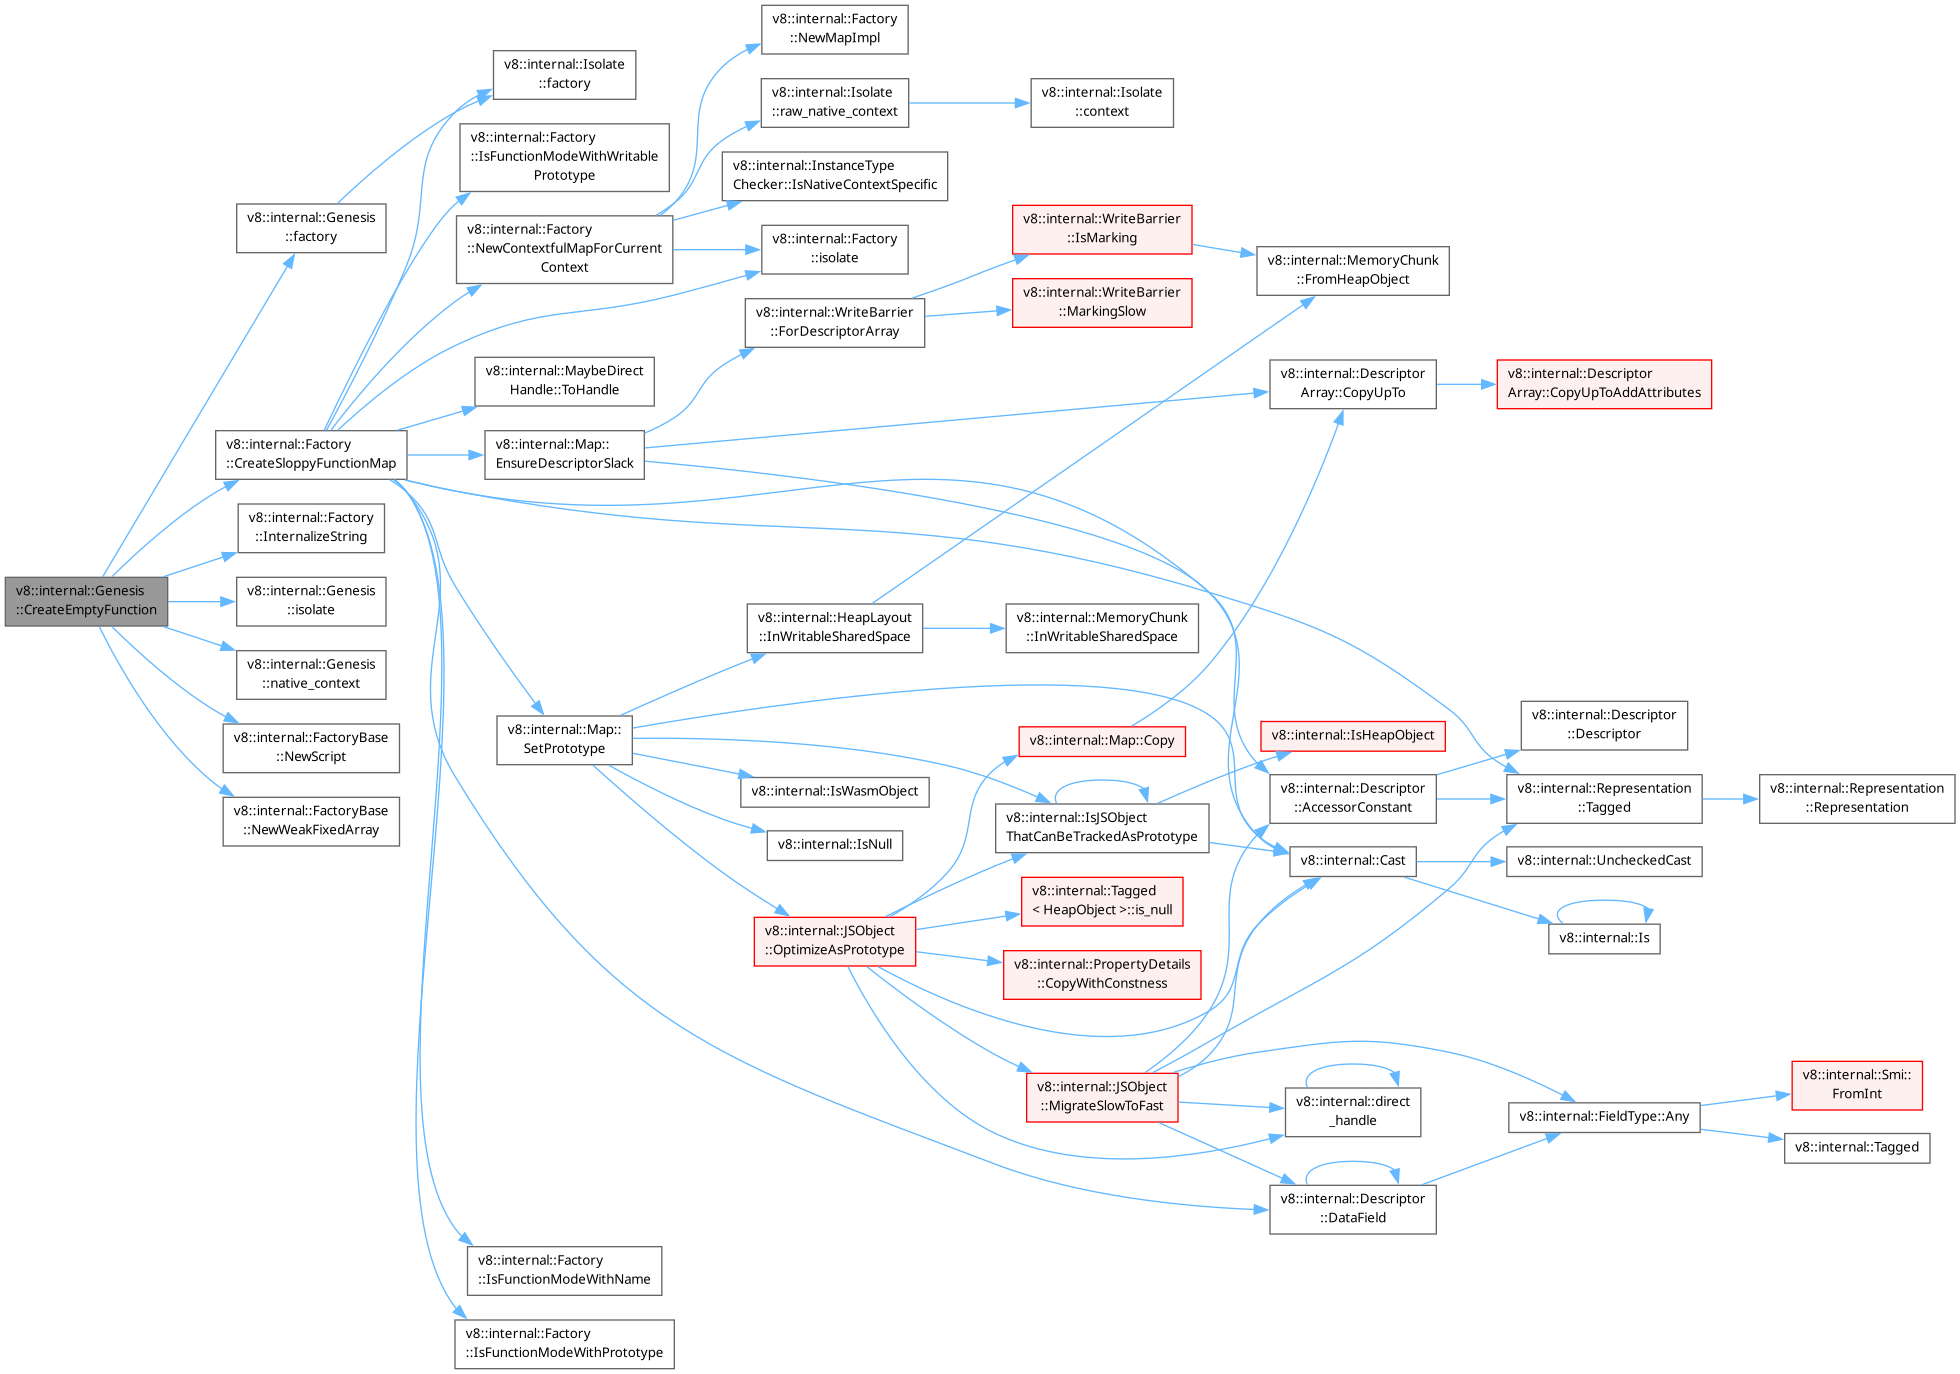 v8::internal::Genesis
::CreateEmptyFunction
v8::internal::Genesis
::factory
v8::internal::Factory
::CreateSloppyFunctionMap
v8::internal::Factory
::InternalizeString
v8::internal::Genesis
::isolate
v8::internal::Genesis
::native_context
v8::internal::FactoryBase
::NewScript
v8::internal::FactoryBase
::NewWeakFixedArray
v8::internal::Isolate
::factory
v8::internal::Factory
::IsFunctionModeWithWritable
Prototype
v8::internal::Factory
::NewContextfulMapForCurrent
Context
v8::internal::MaybeDirect
Handle::ToHandle
v8::internal::Map::
EnsureDescriptorSlack
v8::internal::Map::
SetPrototype
v8::internal::Factory
::IsFunctionModeWithName
v8::internal::Factory
::IsFunctionModeWithPrototype
v8::internal::Factory
::NewMapImpl
v8::internal::Isolate
::raw_native_context
v8::internal::InstanceType
Checker::IsNativeContextSpecific
v8::internal::Factory
::isolate
v8::internal::WriteBarrier
::ForDescriptorArray
v8::internal::HeapLayout
::InWritableSharedSpace
v8::internal::IsWasmObject
v8::internal::IsNull
v8::internal::JSObject
::OptimizeAsPrototype
v8::internal::Isolate
::context
v8::internal::WriteBarrier
::IsMarking
v8::internal::WriteBarrier
::MarkingSlow
v8::internal::MemoryChunk
::InWritableSharedSpace
v8::internal::Map::Copy
v8::internal::IsJSObject
ThatCanBeTrackedAsPrototype
v8::internal::Tagged
< HeapObject >::is_null
v8::internal::PropertyDetails
::CopyWithConstness
v8::internal::JSObject
::MigrateSlowToFast
v8::internal::MemoryChunk
::FromHeapObject
v8::internal::Descriptor
Array::CopyUpTo
v8::internal::IsHeapObject
v8::internal::Descriptor
::AccessorConstant
v8::internal::Cast
v8::internal::direct
_handle
v8::internal::Descriptor
::DataField
v8::internal::Descriptor
Array::CopyUpToAddAttributes
v8::internal::Descriptor
::Descriptor
v8::internal::Representation
::Tagged
v8::internal::UncheckedCast
v8::internal::Is
v8::internal::FieldType::Any
v8::internal::Representation
::Representation
v8::internal::Smi::
FromInt
v8::internal::Tagged